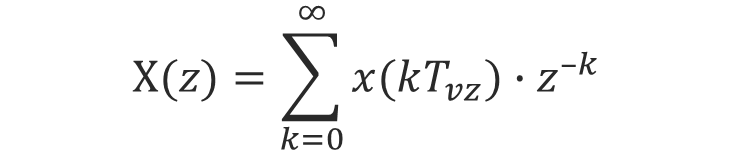 X(z) = ∑_{k=0}^{∞} x(kT_{vz}) · z^{-k}